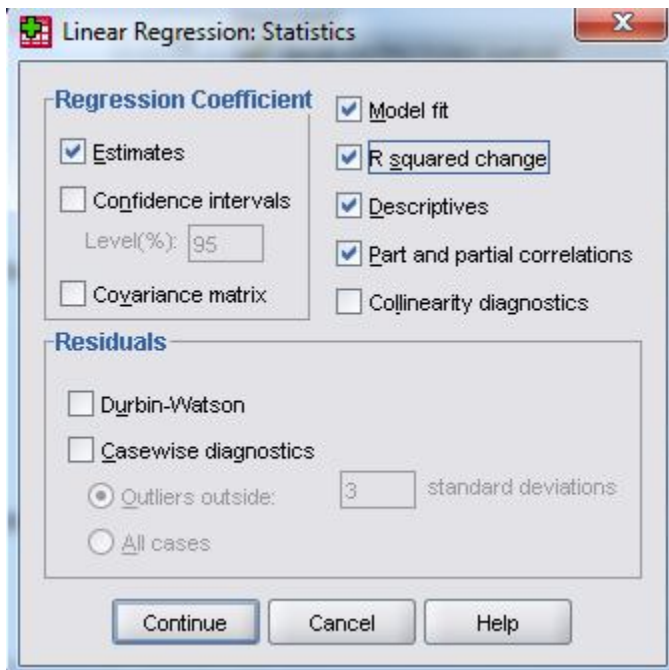 Linear Regression: Statistics
Regression Coefficient
Estimates
Confidence intervals
Level(%): 95
Covariance matrix
Model fit
R squared change
Descriptives
Part and partial correlations
Collinearity diagnostics
Residuals
Durbin-Watson
Casewise diagnostics
Outliers outside: 3 standard deviations
All cases
Continue Cancel Help